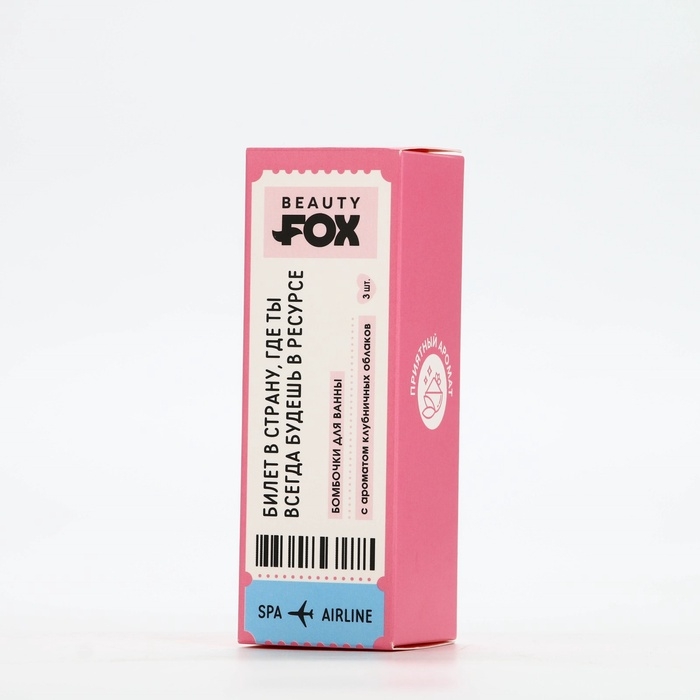 BEAUTY
FOX
БИЛЕТ В СТРАНУ, ГДЕ ТЫ
ВСЕГДА БУДЕШЬ В РЕСУРСЕ
БОМБОЧКИ ДЛЯ ВАННЫ
с ароматом клубничных облаков
3 шт.
SPA AIRLINE
ПРИЯТНЫЙ АРОМАТ